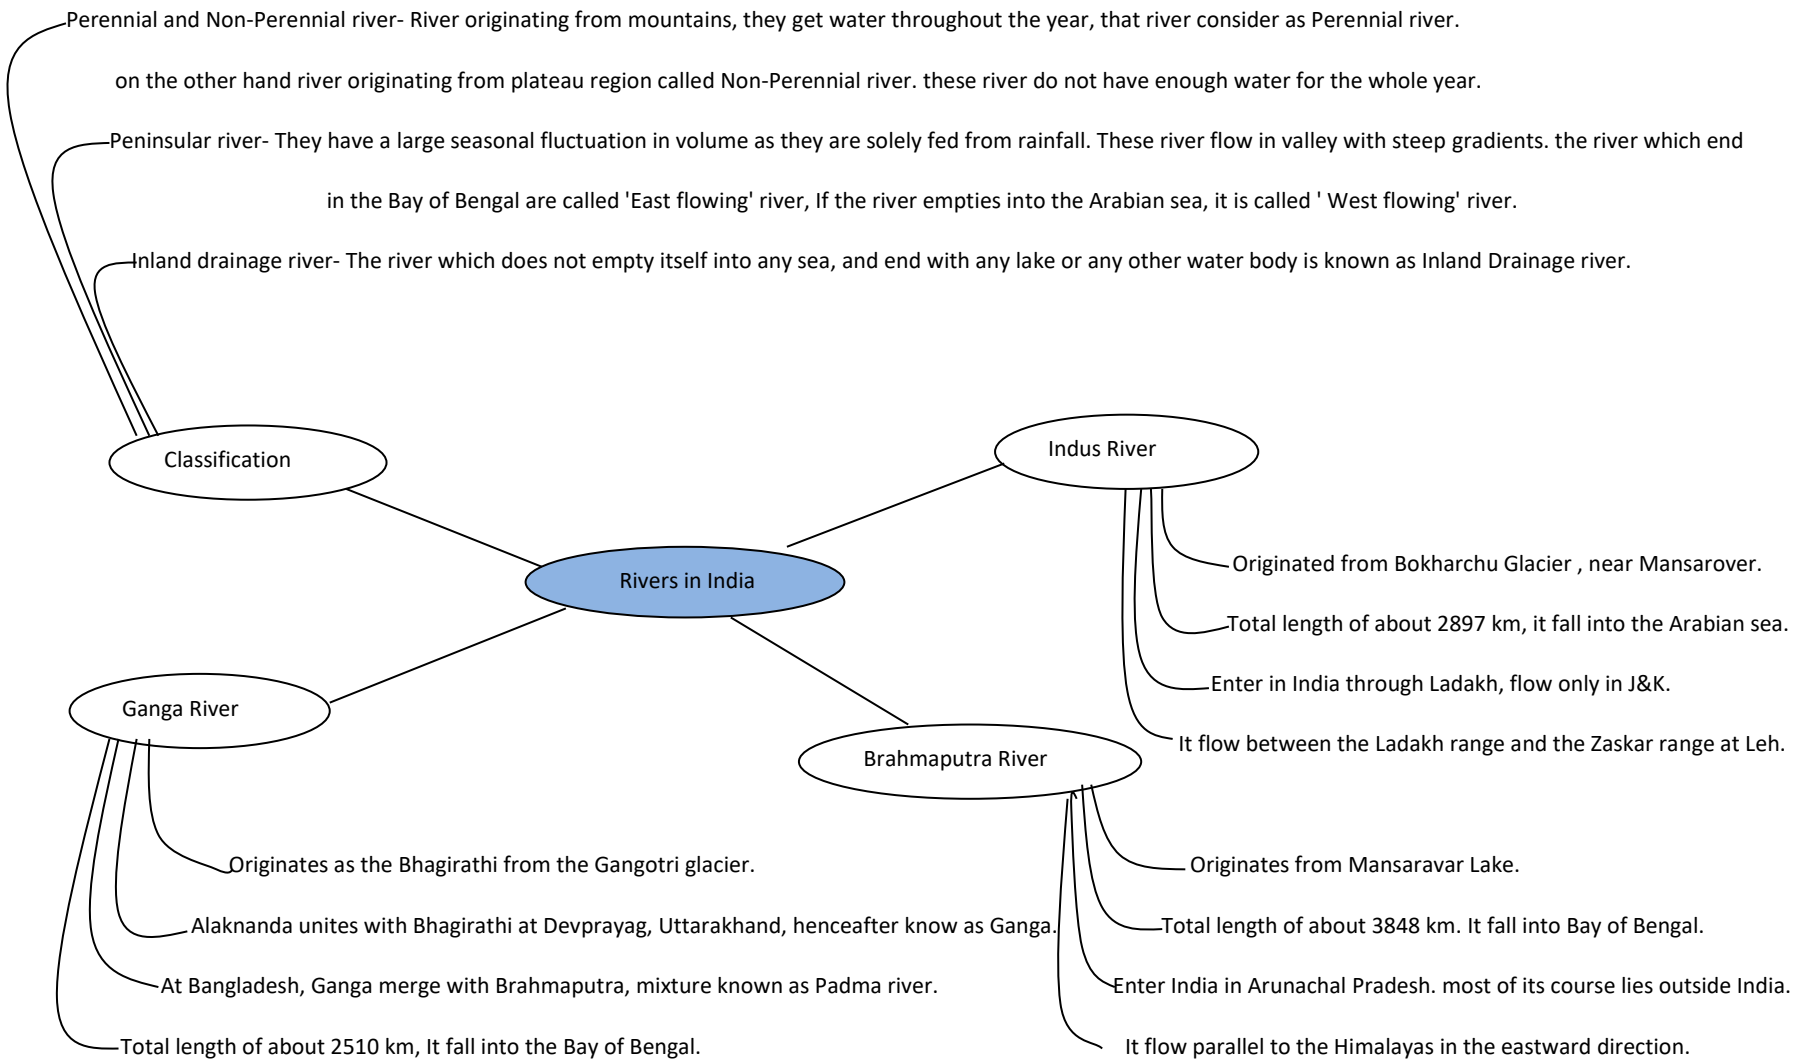 Perennial and Non-Perennial river- River originating from mountains, they get water throughout the year, that river consider as Perennial river.
on the other hand river originating from plateau region called Non-Perennial river. these river do not have enough water for the whole year.
Peninsular river- They have a large seasonal fluctuation in volume as they are solely fed from rainfall. These river flow in valley with steep gradients. the river which end
in the Bay of Bengal are called 'East flowing' river, If the river empties into the Arabian sea, it is called ' West flowing' river.
Inland drainage river- The river which does not empty itself into any sea, and end with any lake or any other water body is known as Inland Drainage river.
Classification
Indus River
Originated from Bokharchu Glacier , near Mansarover.
Total length of about 2897 km, it fall into the Arabian sea.
Enter in India through Ladakh, flow only in J&K.
It flow between the Ladakh range and the Zaskar range at Leh.
Rivers in India
Ganga River
Originates as the Bhagirathi from the Gangotri glacier.
Alaknanda unites with Bhagirathi at Devprayag, Uttarakhand, henceafter know as Ganga.
At Bangladesh, Ganga merge with Brahmaputra, mixture known as Padma river.
Total length of about 2510 km, It fall into the Bay of Bengal.
Brahmaputra River
Originates from Mansaravar Lake.
Total length of about 3848 km. It fall into Bay of Bengal.
Enter India in Arunachal Pradesh. most of its course lies outside India.
It flow parallel to the Himalayas in the eastward direction.